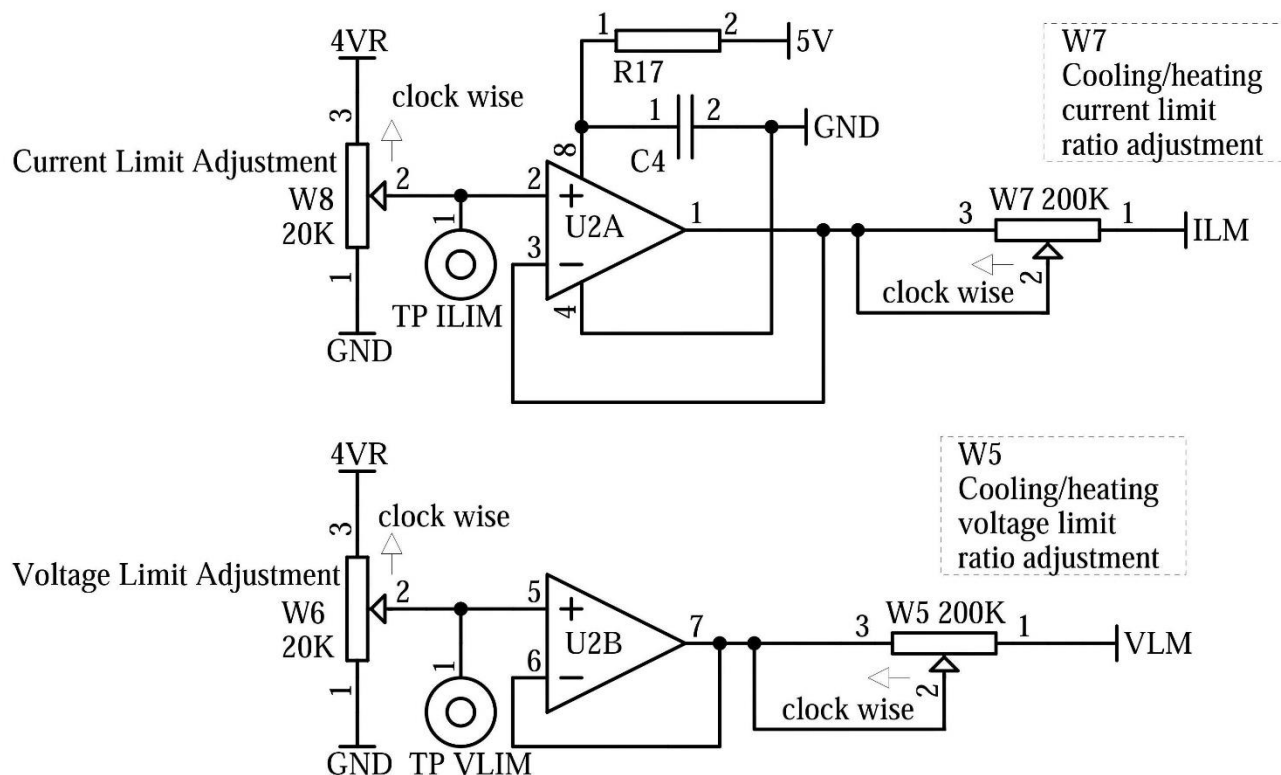 4VR
3
clock wise
Current Limit Adjustment
W8
20K
2
1
GND
1
TP ILIM
1 2
R17
5V
1 2
C4
GND
8
2
+
U2A
3
−
4
1
3
W7 200K
1
ILM
2
clock wise
W7
Cooling/heating
current limit
ratio adjustment
4VR
3
clock wise
Voltage Limit Adjustment
W6
20K
2
1
GND
1
TP VLIM
5
+
U2B
6
−
7
3
W5 200K
1
VLM
2
clock wise
W5
Cooling/heating
voltage limit
ratio adjustment